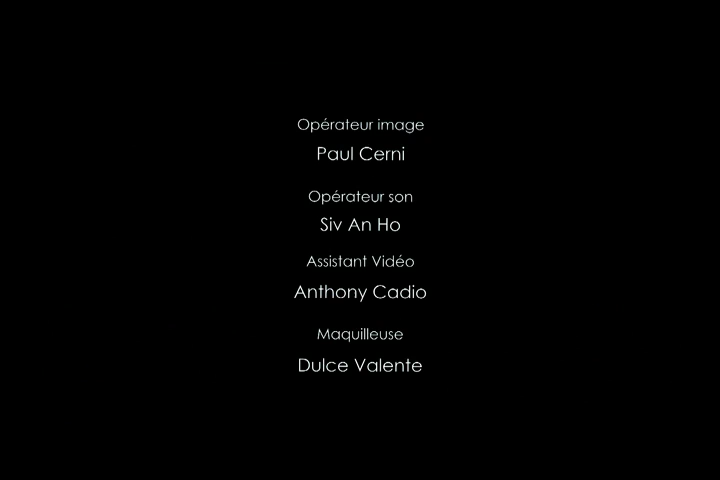 Opérateur image
Paul Cerni
Opérateur son
Siv An Ho
Assistant Vidéo
Anthony Cadio
Maquilleuse
Dulce Valente